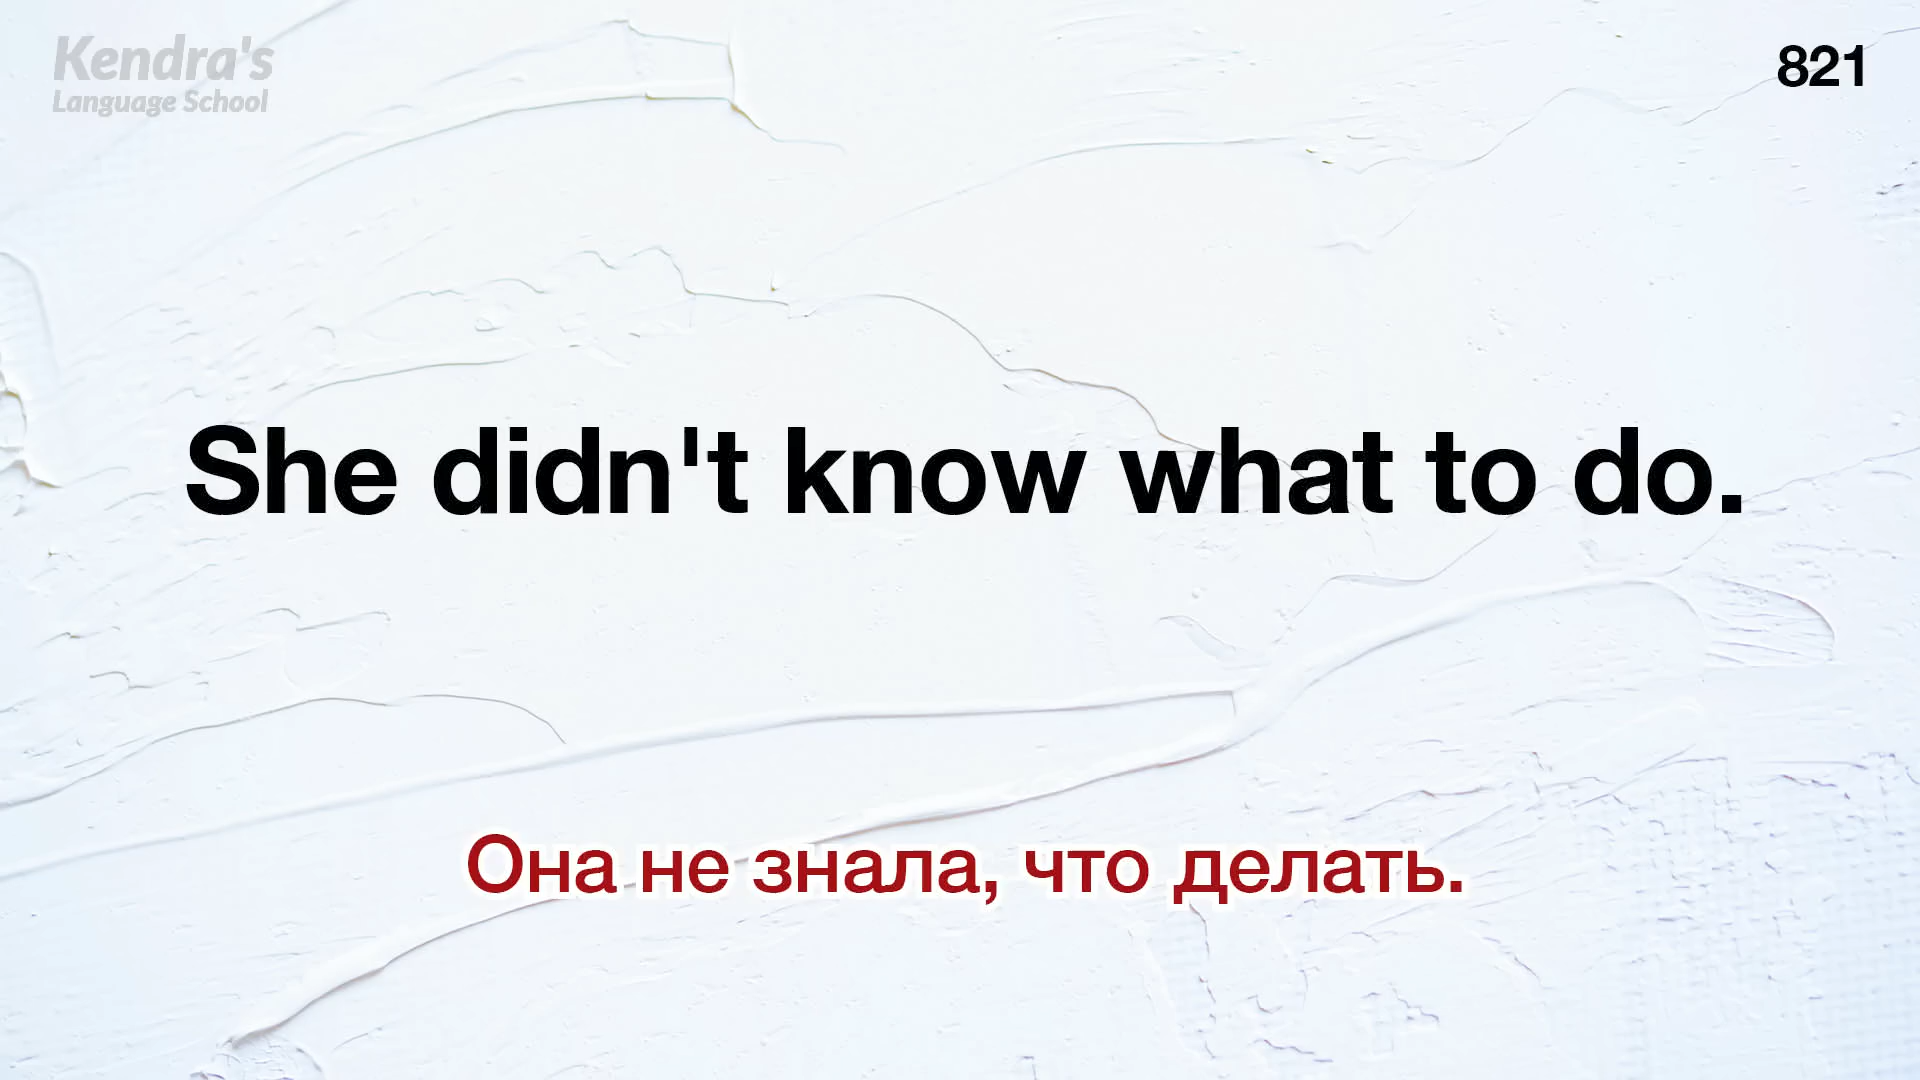 Kendra's
Language School
821
She didn't know what to do.
Она не знала, что делать.